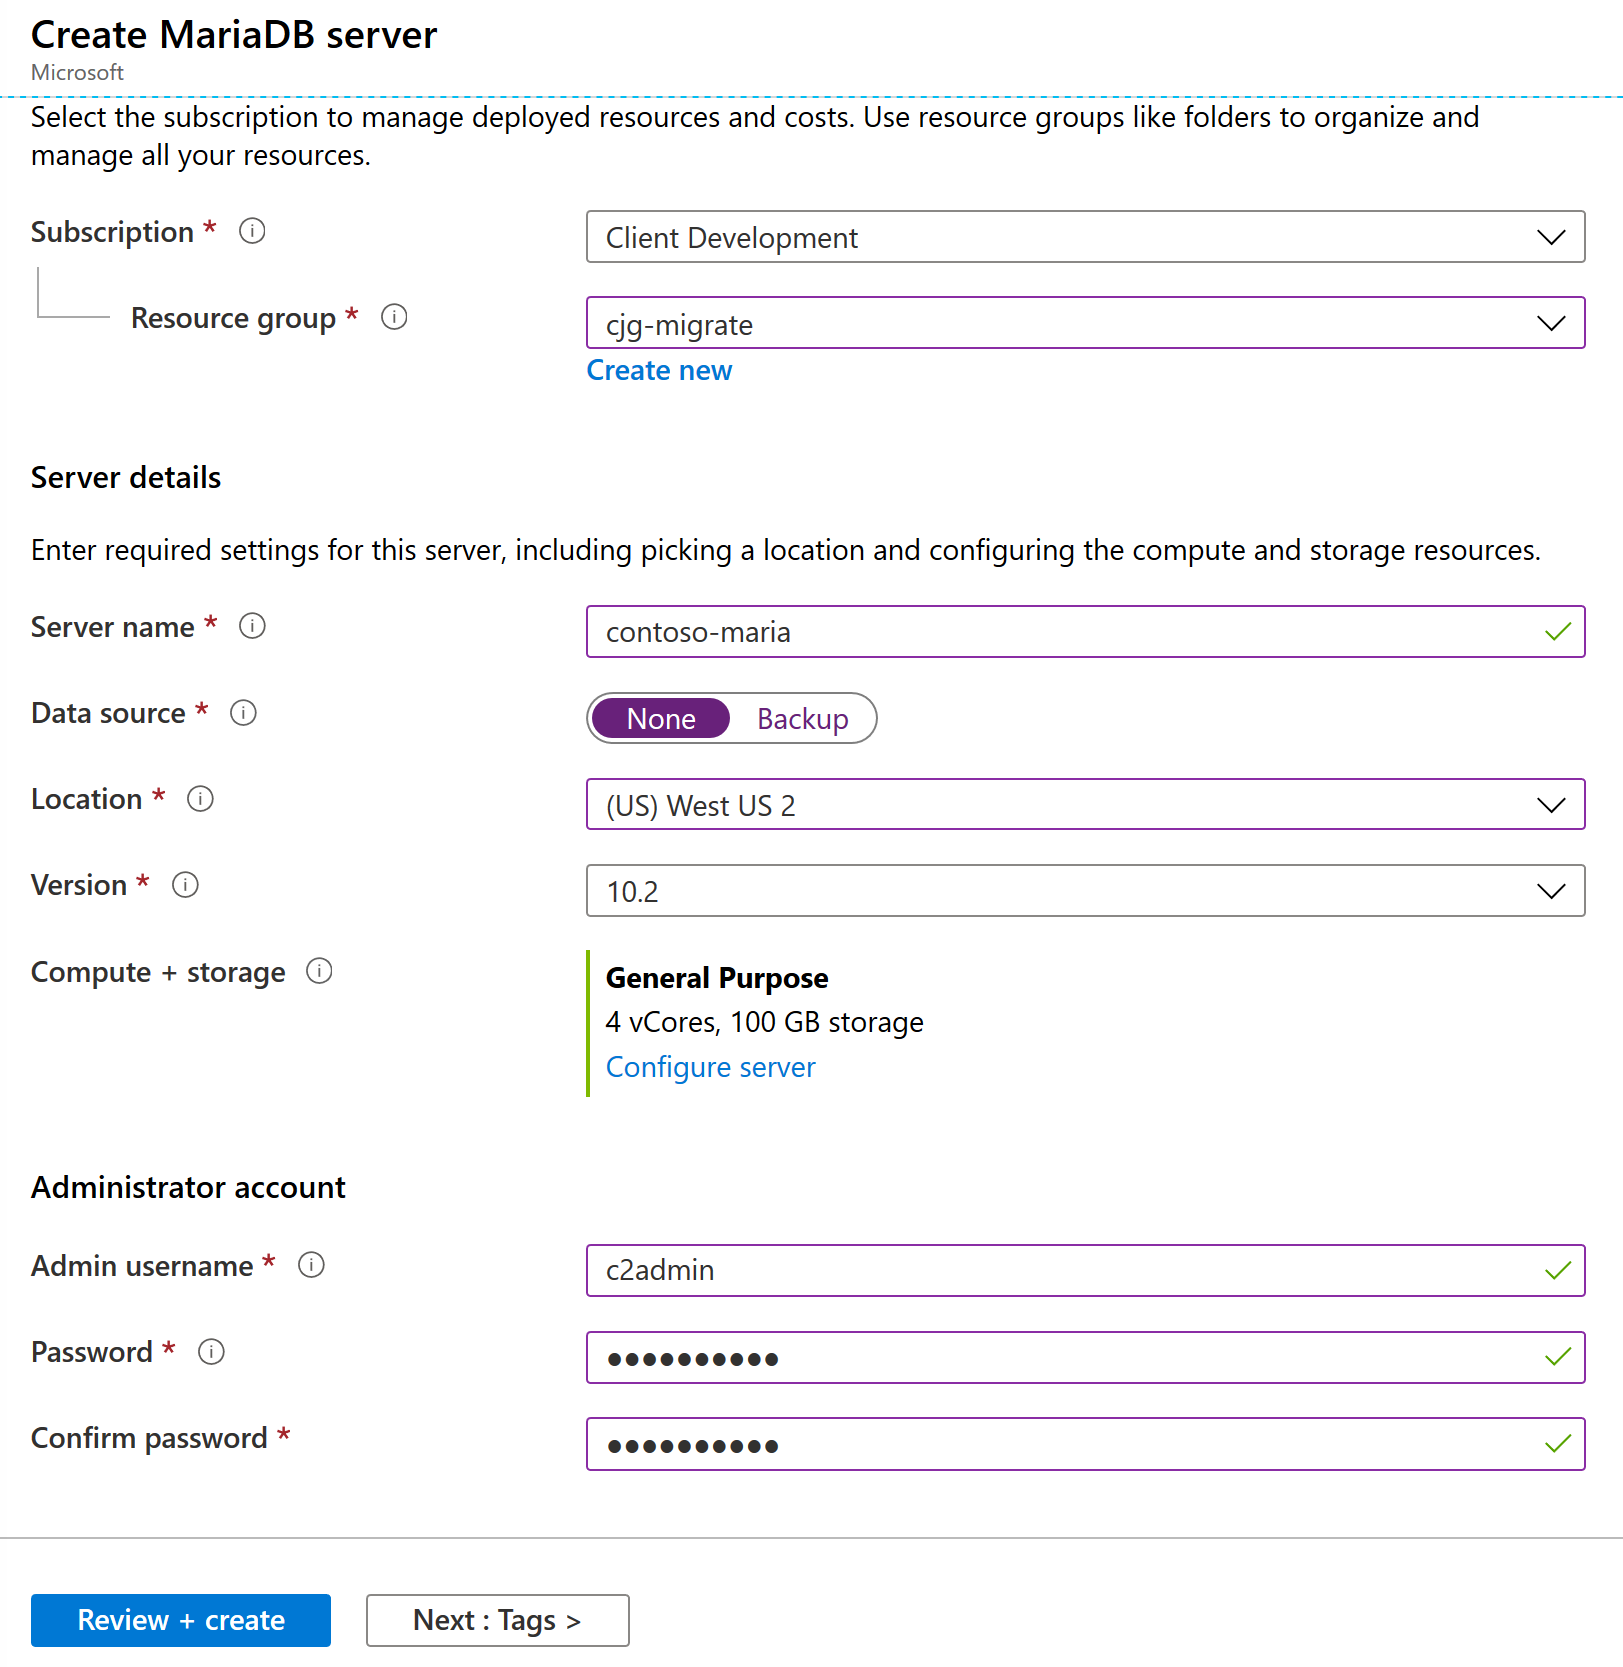 Create MariaDB server
Microsoft
Select the subscription to manage deployed resources and costs. Use resource groups like folders to organize and
manage all your resources.
Subscription *
Client Development
Resource group *
cjg-migrate
Create new
Server details
Enter required settings for this server, including picking a location and configuring the compute and storage resources.
Server name *
contoso-maria
Data source *
None Backup
Location *
(US) West US 2
Version *
10.2
Compute + storage
General Purpose
4 vCores, 100 GB storage
Configure server
Administrator account
Admin username *
c2admin
Password *
●●●●●●●●●●
Confirm password *
●●●●●●●●●●
Review + create
Next : Tags >